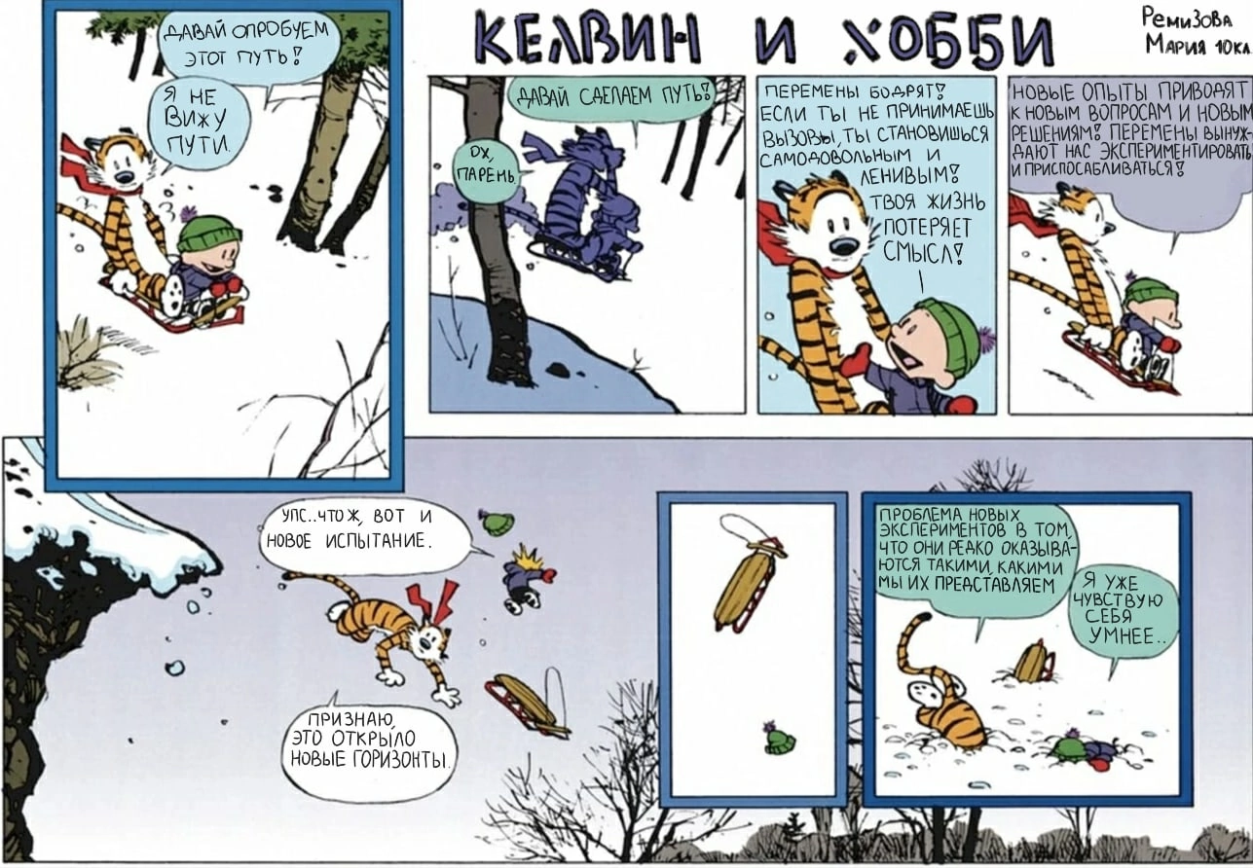 КЕЛВИН И ХОББИ
Ремизова
Мария 10кл.
ДАВАЙ ОПРОБУЕМ
ЭТОТ ПУТЬ!
Я НЕ
ВИЖУ
ПУТИ.
ДАВАЙ СДЕЛАЕМ ПУТЬ!
ОХ,
ПАРЕНЬ.
ПЕРЕМЕНЫ БОДРЯТ!
ЕСЛИ ТЫ НЕ ПРИНИМАЕШЬ
ВЫЗОВЫ, ТЫ СТАНОВИШЬСЯ
САМОДОВОЛЬНЫМ И
ЛЕНИВЫМ!
ТВОЯ ЖИЗНЬ
ПОТЕРЯЕТ
СМЫСЛ!
НОВЫЕ ОПЫТЫ ПРИВОДЯТ
К НОВЫМ ВОПРОСАМ И НОВЫМ
РЕШЕНИЯМ! ПЕРЕМЕНЫ ВЫНУЖ-
ДАЮТ НАС ЭКСПЕРИМЕНТИРОВАТЬ
И ПРИСПОСАБЛИВАТЬСЯ!
УПС..ЧТО Ж, ВОТ И
НОВОЕ ИСПЫТАНИЕ.
ПРИЗНАЮ,
ЭТО ОТКРЫЛО
НОВЫЕ ГОРИЗОНТЫ.
ПРОБЛЕМА НОВЫХ
ЭКСПЕРИМЕНТОВ В ТОМ,
ЧТО ОНИ РЕДКО ОКАЗЫВА-
ЮТСЯ ТАКИМИ, КАКИМИ
МЫ ИХ ПРЕДСТАВЛЯЕМ
Я УЖЕ
ЧУВСТВУЮ
СЕБЯ
УМНЕЕ..